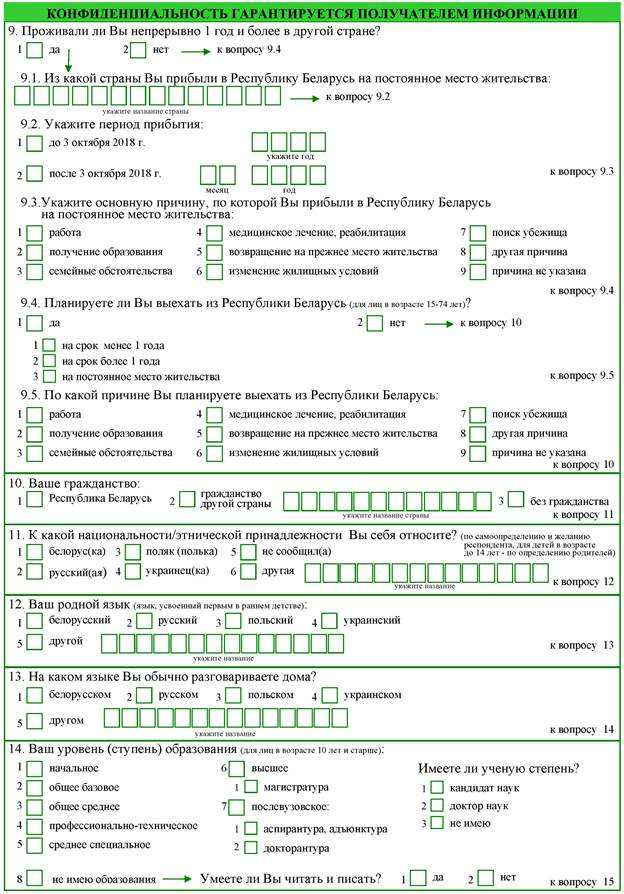 КОНФИДЕНЦИАЛЬНОСТЬ ГАРАНТИРУЕТСЯ ПОЛУЧАТЕЛЕМ ИНФОРМАЦИИ
9. Проживали ли Вы непрерывно 1 год и более в другой стране?
1 да 2 нет к вопросу 9.4
9.1. Из какой страны Вы прибыли в Республику Беларусь на постоянное место жительства:
к вопросу 9.2
укажите название страны
9.2. Укажите период прибытия:
1 до 3 октября 2018 г.
укажите год
2 после 3 октября 2018 г. к вопросу 9.3
месяц год
9.3.Укажите основную причину, по которой Вы прибыли в Республику Беларусь
на постоянное место жительства:
1 работа 4 медицинское лечение, реабилитация 7 поиск убежища
2 получение образования 5 возвращение на прежнее место жительства 8 другая причина
3 семейные обстоятельства 6 изменение жилищных условий 9 причина не указана
к вопросу 9.4
9.4. Планируете ли Вы выехать из Республики Беларусь (для лиц в возрасте 15-74 лет)?
1 да 2 нет к вопросу 10
1 на срок менее 1 года
2 на срок более 1 года
3 на постоянное место жительства к вопросу 9.5
9.5. По какой причине Вы планируете выехать из Республики Беларусь:
1 работа 4 медицинское лечение, реабилитация 7 поиск убежища
2 получение образования 5 возвращение на прежнее место жительства 8 другая причина
3 семейные обстоятельства 6 изменение жилищных условий 9 причина не указана
к вопросу 10
10. Ваше гражданство:
1 Республика Беларусь 2 гражданство другой страны 3 без гражданства
укажите название страны к вопросу 11
11. К какой национальности/этнической принадлежности Вы себя относите? (по самоопределению и желанию
респондента, для детей в возрасте
до 14 лет - по определению родителей)
1 белорус(ка) 3 поляк (полька) 5 не сообщил(а)
2 русский(ая) 4 украинец(ка) 6 другая к вопросу 12
укажите название
12. Ваш родной язык (язык, усвоенный первым в раннем детстве):
1 белорусский 2 русский 3 польский 4 украинский
5 другой к вопросу 13
укажите название
13. На каком языке Вы обычно разговариваете дома?
1 белорусском 2 русском 3 польском 4 украинском
5 другом к вопросу 14
укажите название
14. Ваш уровень (ступень) образования (для лиц в возрасте 10 лет и старше):
1 начальное 6 высшее Имеете ли ученую степень?
2 общее базовое 1 магистратура 1 кандидат наук
3 общее среднее 7 послевузовское: 2 доктор наук
4 профессионально-техническое 1 аспирантура, адъюнктура 3 не имею
5 среднее специальное 2 докторантура
8 не имею образования Умеете ли Вы читать и писать? 1 да 2 нет к вопросу 15